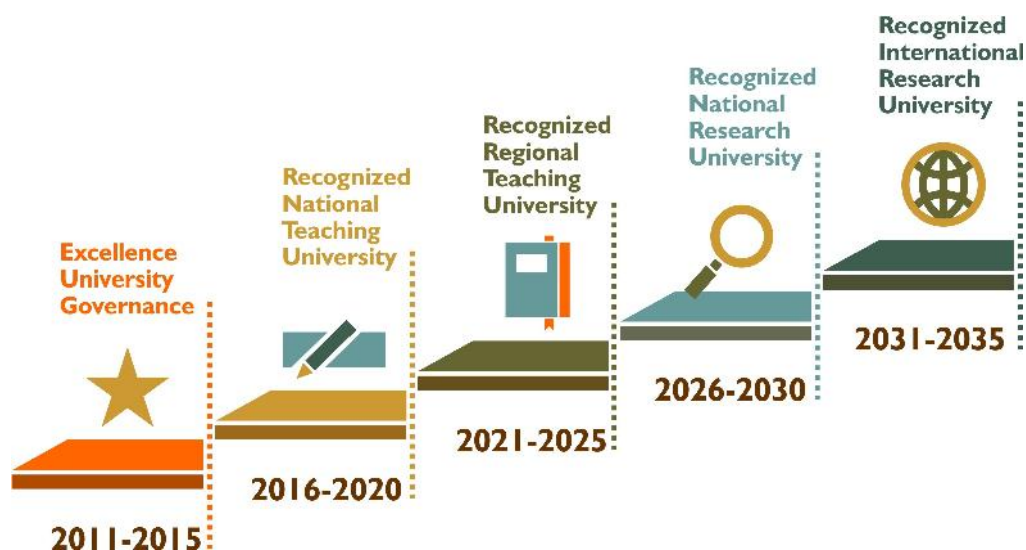 Excellence
University
Governance
2011-2015
Recognized
National
Teaching
University
2016-2020
Recognized
Regional
Teaching
University
2021-2025
Recognized
National
Research
University
2026-2030
Recognized
International
Research
University
2031-2035